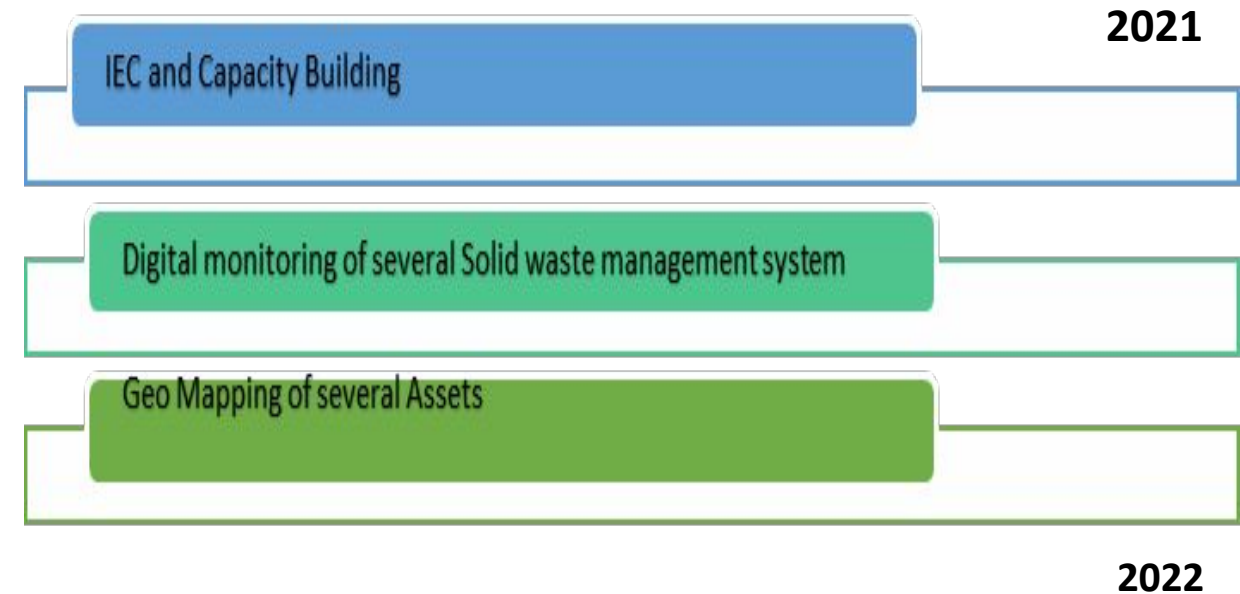 2021
IEC and Capacity Building
Digital monitoring of several Solid waste management system
Geo Mapping of several Assets
2022